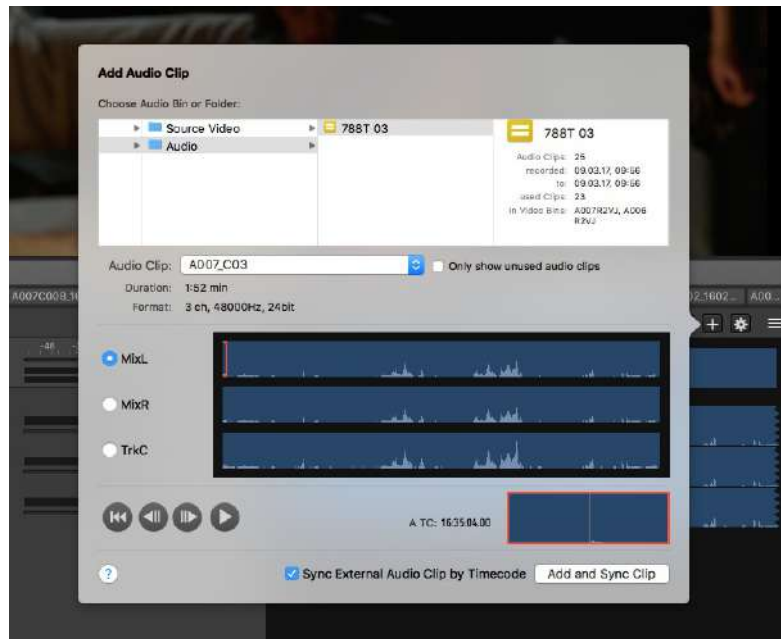 Add Audio Clip
Choose Audio Bin or Folder:
Source Video
788T 03
Audio
788T 03
Audio Clips: 25
recorded: 09.03.17, 09:56
to: 09.03.17, 09:56
used Clips: 23
in Video Bins: A007R2VJ, A006
R2VJ
Audio Clip: A007_C03
Only show unused audio clips
Duration: 1:52 min
Format: 3 ch, 48000Hz, 24bit
MixL
MixR
TrkC
A TC: 16:35:04.00
? Sync External Audio Clip by Timecode Add and Sync Clip